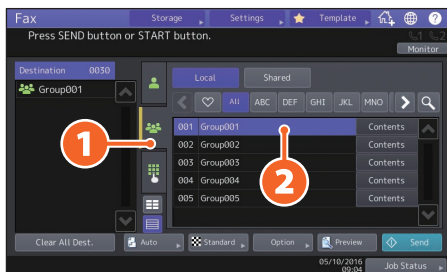 Fax Storage Settings Template ?
Press SEND button or START button.
1 2
Monitor
Destination 0030
Group001
Local Shared
All ABC DEF GHI JKL MNO
001 Group001 Contents
002 Group002 Contents
003 Group003 Contents
004 Group004 Contents
005 Group005 Contents
1
2
Clear All Dest. Auto Standard Option Preview Send
05/10/2016
09:04
Job Status